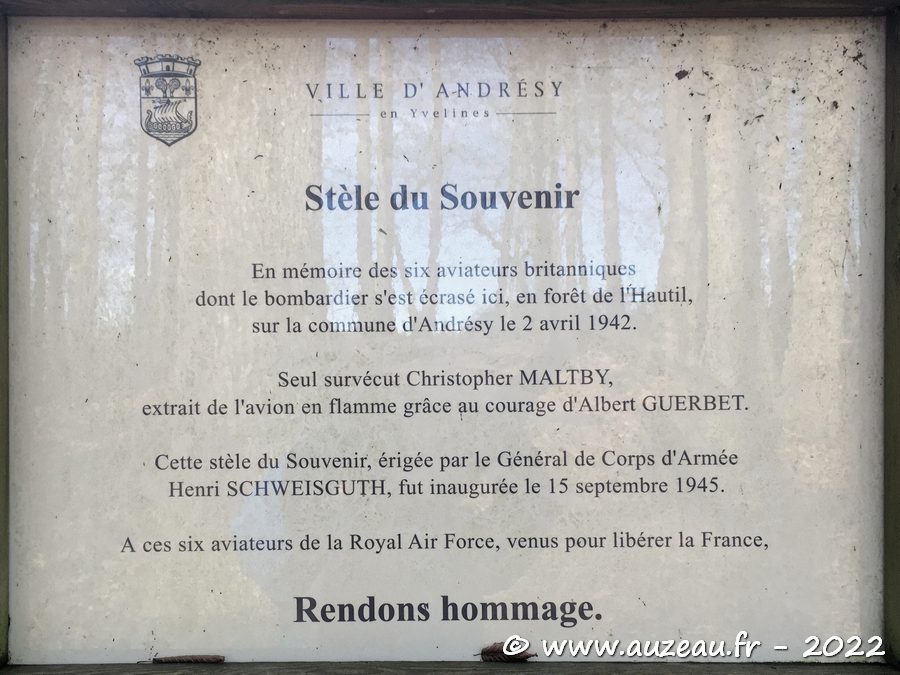 VILLE D'ANDRÉSY
en Yvelines
Stèle du Souvenir
En mémoire des six aviateurs britanniques
dont le bombardier s'est écrasé ici, en forêt de l'Hautil,
sur la commune d'Andrésy le 2 avril 1942.
Seul survécut Christopher MALTBY,
extrait de l'avion en flamme grâce au courage d'Albert GUERBET.
Cette stèle du Souvenir, érigée par le Général de Corps d'Armée
Henri SCHWEISGUTH, fut inaugurée le 15 septembre 1945.
A ces six aviateurs de la Royal Air Force, venus pour libérer la France,
Rendons hommage.
© www.auzeau.fr - 2022